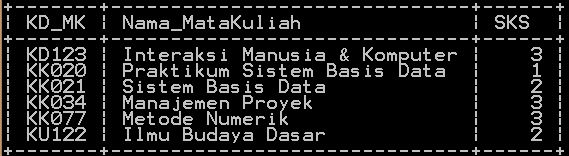 KD_MK | Nama_MataKuliah | SKS
KD123 | Interaksi Manusia & Komputer | 3
KK020 | Praktikum Sistem Basis Data | 1
KK021 | Sistem Basis Data | 2
KK034 | Manajemen Proyek | 3
KK077 | Metode Numerik | 3
KU122 | Ilmu Budaya Dasar | 2